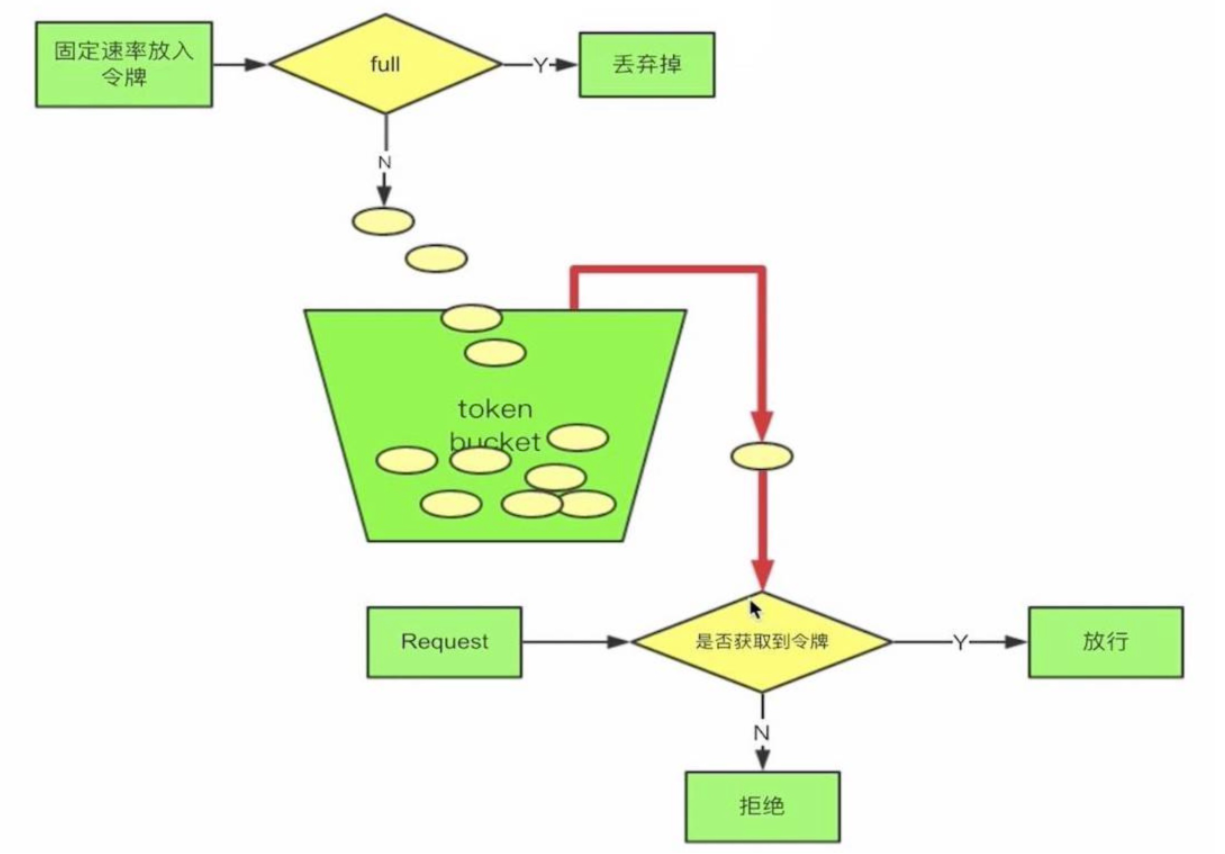 固定速率放入
令牌
full
Y
丢弃掉
N
token
bucket
Request
是否获取到令牌
Y
放行
N
拒绝